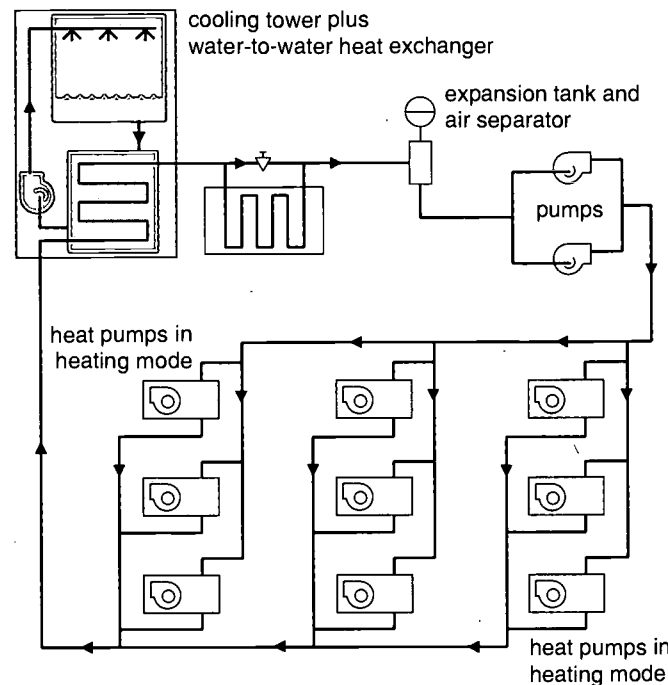 cooling tower plus
water-to-water heat exchanger
expansion tank and
air separator
pumps
heat pumps in
heating mode
heat pumps in
heating mode